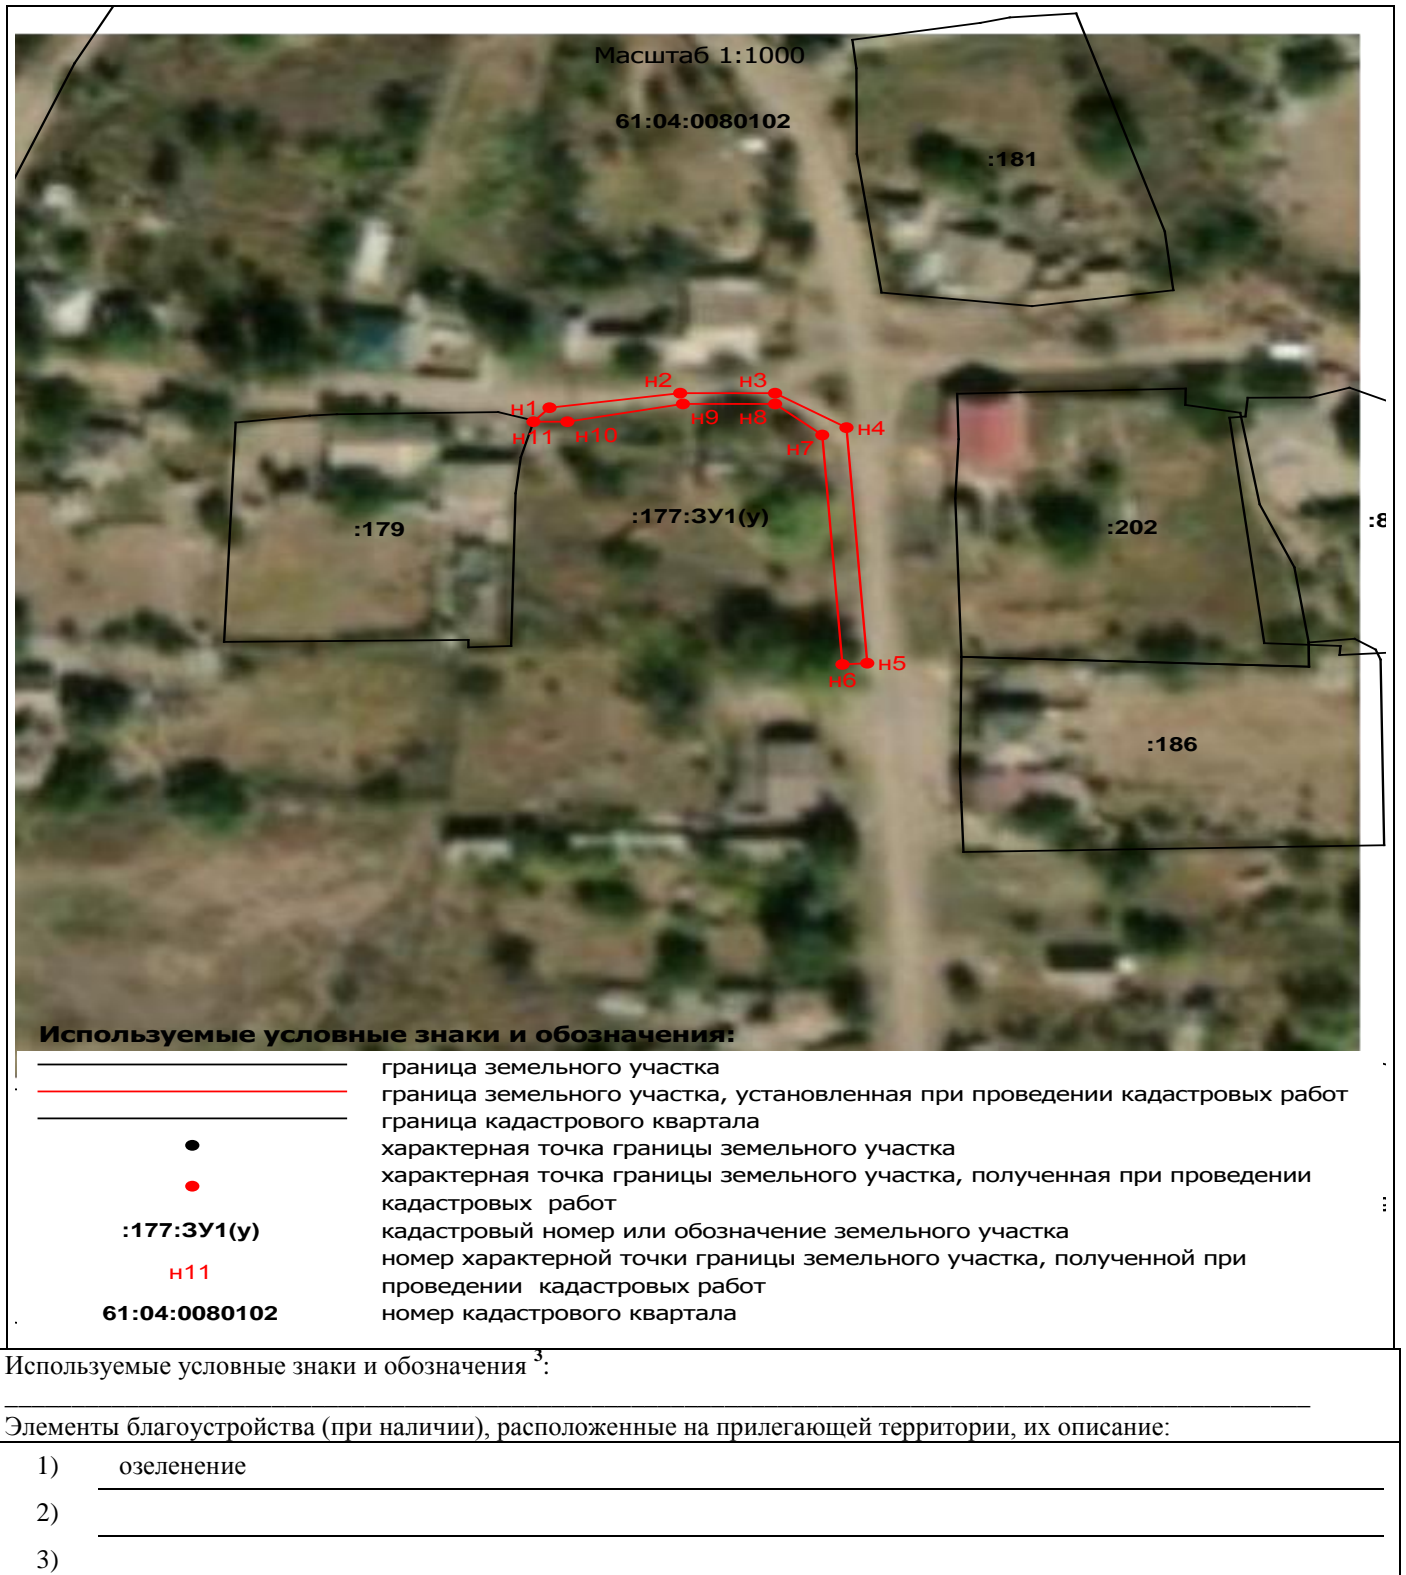 Масштаб 1:1000
61:04:0080102
:181
н2 н3
н1
н9 н8
н4
н11 н10
н7
:177:ЗУ1(у)
:179
:202
:8
н5
н6
:186
Используемые условные знаки и обозначения:
граница земельного участка
граница земельного участка, установленная при проведении кадастровых работ
граница кадастрового квартала
характерная точка границы земельного участка
характерная точка границы земельного участка, полученная при проведении
кадастровых работ
:177:ЗУ1(у) кадастровый номер или обозначение земельного участка
номер характерной точки границы земельного участка, полученной при
н11
проведении кадастровых работ
61:04:0080102 номер кадастрового квартала
Используемые условные знаки и обозначения ³:
Элементы благоустройства (при наличии), расположенные на прилегающей территории, их описание:
1) озеленение
2)
3)